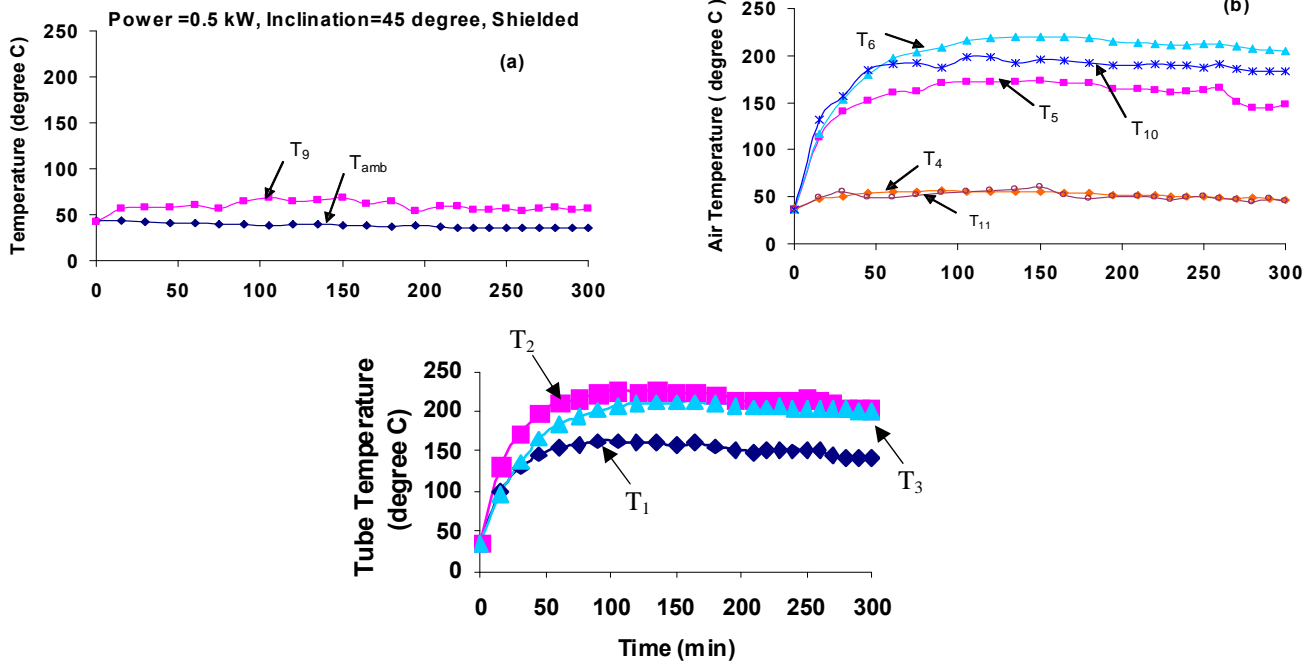 Power =0.5 kW, Inclination=45 degree, Shielded
(a)
Temperature (degree C)
250
200
150
100
50
0
T9
Tamb
0 50 100 150 200 250 300
(b)
Air Temperature ( degree C )
250
200
150
100
50
0
T6
T5
T10
T4
T11
0 50 100 150 200 250 300
Tube Temperature
(degree C)
250
200
150
100
50
0
T2
T1
T3
0 50 100 150 200 250 300
Time (min)